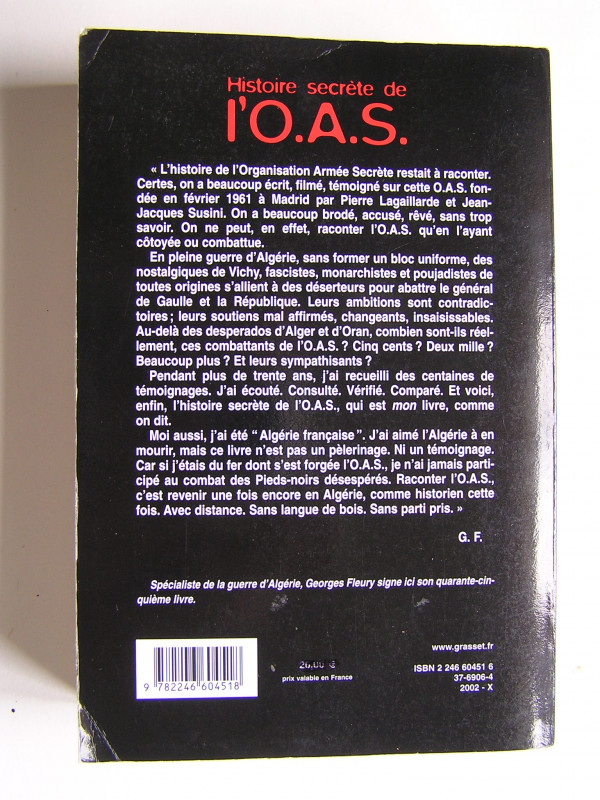 Histoire secrète de
l'O.A.S.
« L'histoire de l'Organisation Armée Secrète restait à raconter.
Certes, on a beaucoup écrit, filmé, témoigné sur cette O.A.S. fon-
dée en février 1961 à Madrid par Pierre Lagaillarde et Jean-
Jacques Susini. On a beaucoup brodé, accusé, rêvé, sans trop
savoir. On ne peut, en effet, raconter l'O.A.S. qu'en l'ayant
côtoyée ou combattue.
En pleine guerre d'Algérie, sans former un bloc uniforme, des
nostalgiques de Vichy, fascistes, monarchistes et poujadistes de
toutes origines s'allient à des déserteurs pour abattre le général
de Gaulle et la République. Leurs ambitions sont contradic-
toires ; leurs soutiens mal affirmés, changeants, insaisissables.
Au-delà des desperados d'Alger et d'Oran, combien sont-ils réel-
lement, ces combattants de l'O.A.S. ? Cinq cents ? Deux mille ?
Beaucoup plus ? Et leurs sympathisants ?
Pendant plus de trente ans, j'ai recueilli des centaines de
témoignages. J'ai écouté. Consulté. Vérifié. Comparé. Et voici,
enfin, l'histoire secrète de l'O.A.S., qui est mon livre, comme
on dit.
Moi aussi, j'ai été “ Algérie française ”. J'ai aimé l'Algérie à en
mourir, mais ce livre n'est pas un pèlerinage. Ni un témoignage.
Car si j'étais du fer dont s'est forgée l'O.A.S., je n'ai jamais parti-
cipé au combat des Pieds-noirs désespérés. Raconter l'O.A.S.,
c'est revenir une fois encore en Algérie, comme historien cette
fois. Avec distance. Sans langue de bois. Sans parti pris. »
G. F.
Spécialiste de la guerre d'Algérie, Georges Fleury signe ici son quarante-cin-
quième livre.
www.grasset.fr
26,00 €
prix valable en France
ISBN 2 246 60451 6
37-6906-4
2002 - X
9 782246 604518